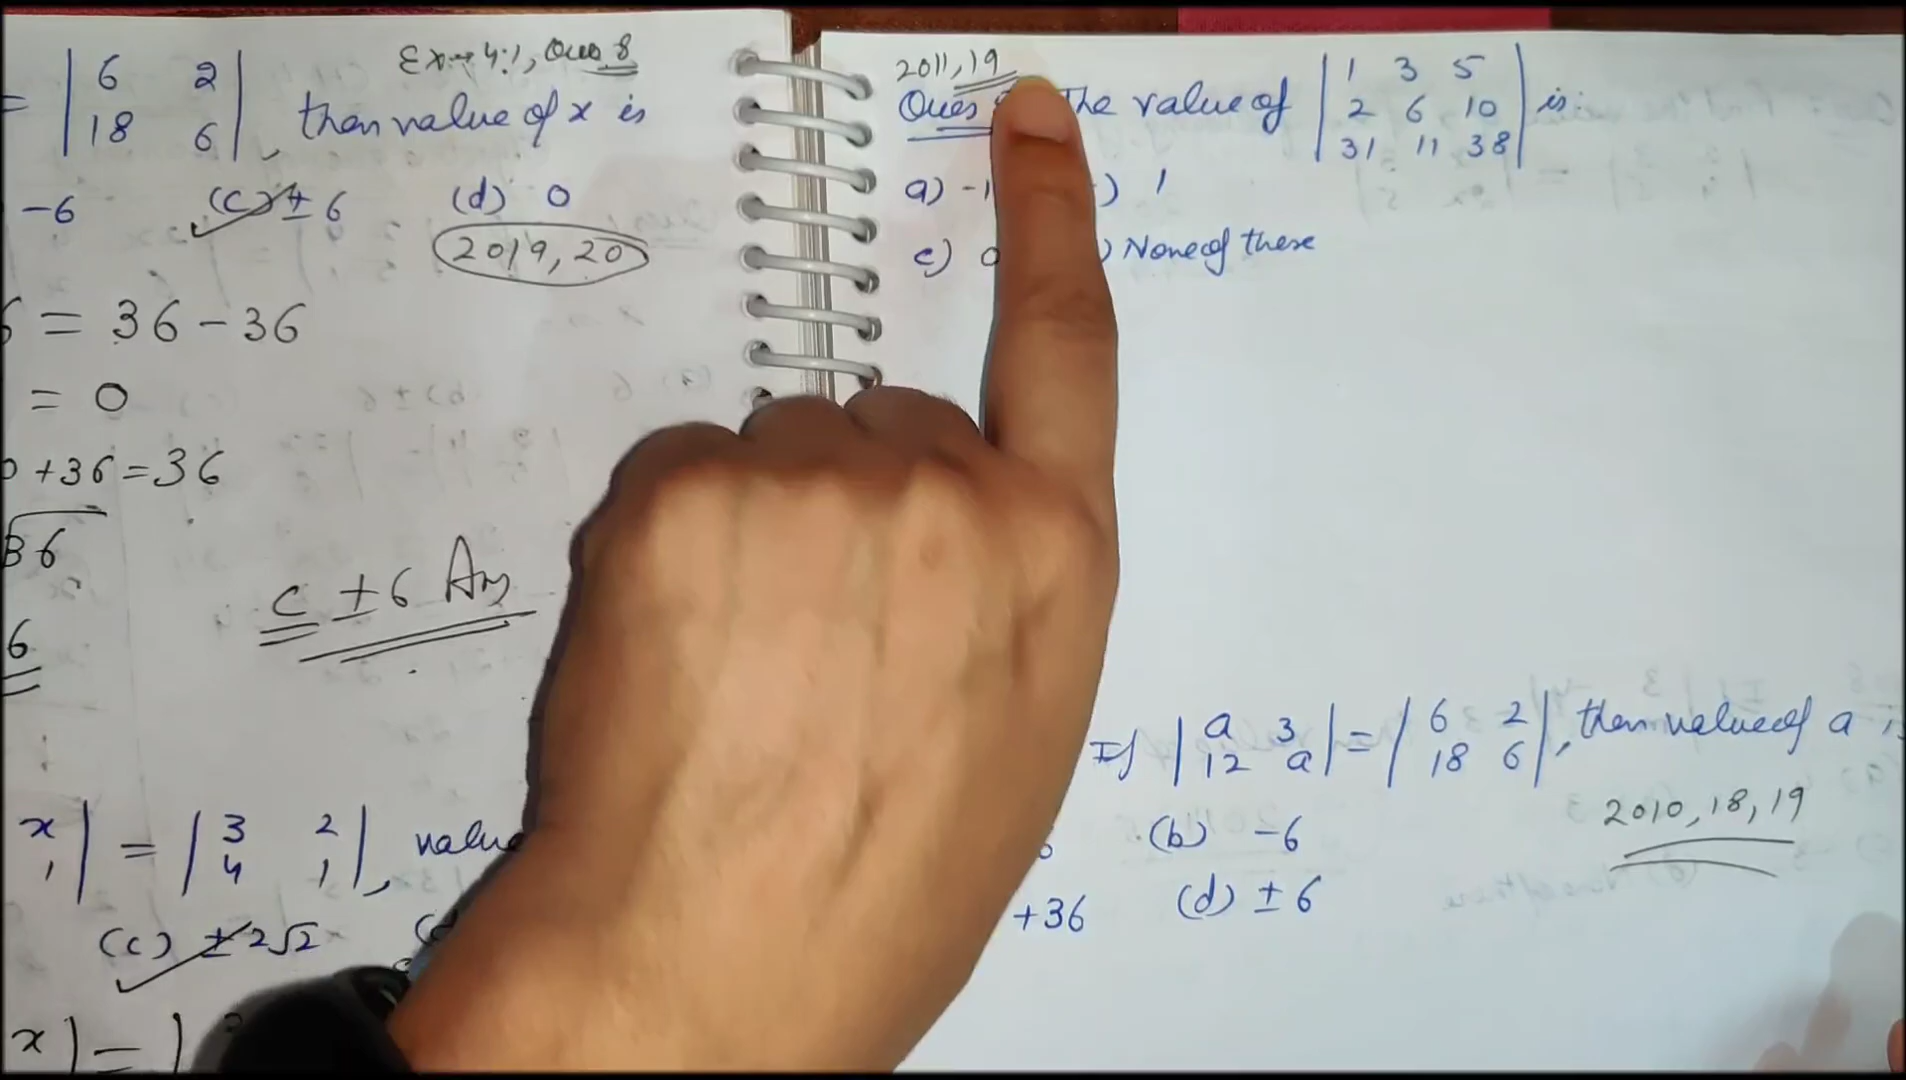 = | 6 2 |
| 18 6 | , then value of x is
Ex → 4.1, Ques 8
-6 (c) ± 6 (d) 0
2019, 20
6 = 36 - 36
= 0
0 + 36 = 36
36
6
c ± 6 Ans
x | = | 3 2 | , value
1 | | 4 1 |
(c) ± 2√2
x | = |
2011, 19
Ques The value of | 1 3 5 | is
| 2 6 10 |
| 31 11 38 |
a) -1 ) 1
c) 0 ) None of these
If | a 3 | = | 6 2 | , then value of a
| 12 a | | 18 6 |
2010, 18, 19
(b) -6
+36 (d) ± 6